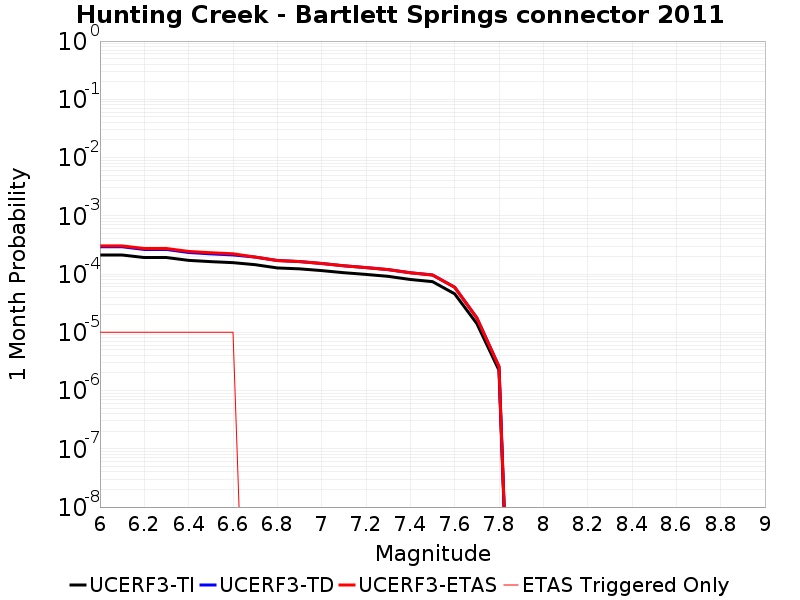 Hunting Creek - Bartlett Springs connector 2011
1 Month Probability
10^0
10^-1
10^-2
10^-3
10^-4
10^-5
10^-6
10^-7
10^-8
6 6.2 6.4 6.6 6.8 7 7.2 7.4 7.6 7.8 8 8.2 8.4 8.6 8.8 9
Magnitude
UCERF3-TI UCERF3-TD UCERF3-ETAS ETAS Triggered Only